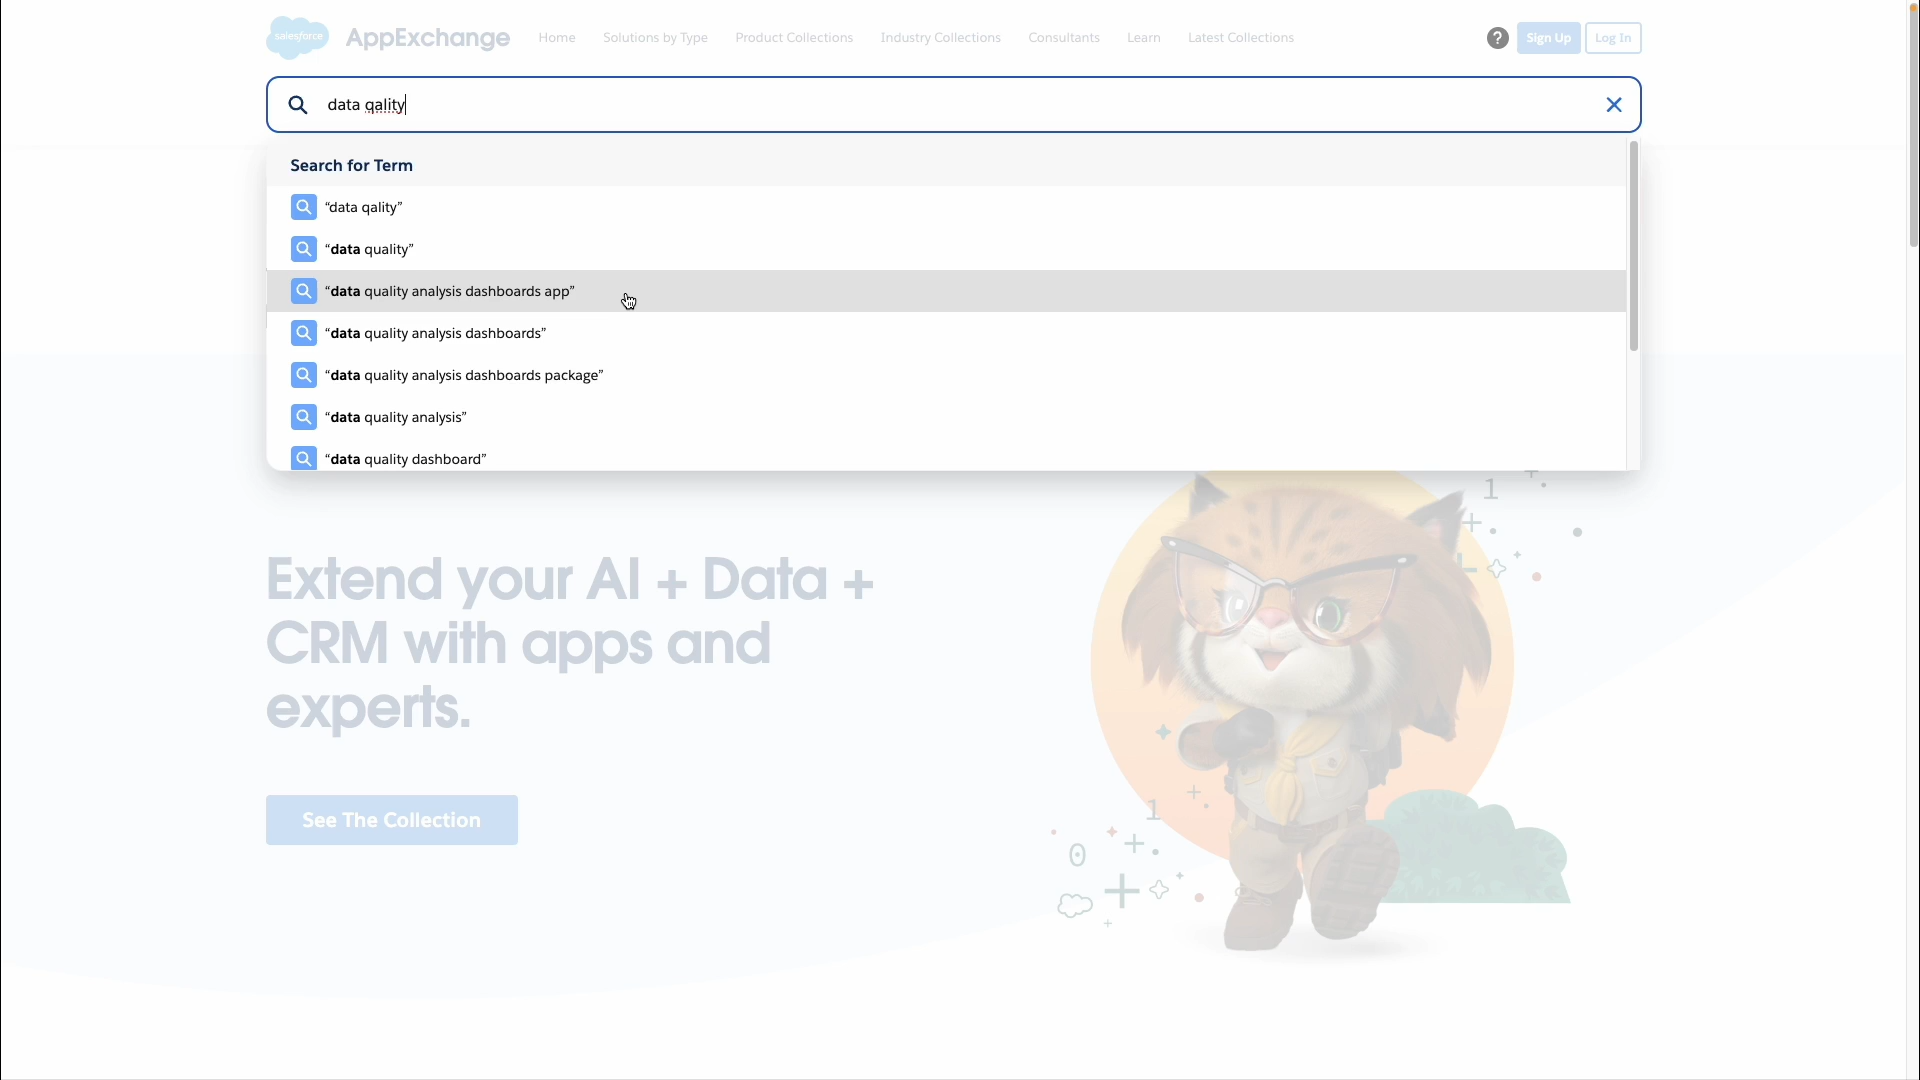 salesforce
AppExchange
Home Solutions by Type Product Collections Industry Collections Consultants Learn Latest Collections ? Sign Up Log In
data qality
Search for Term
“data qality”
“data quality”
“data quality analysis dashboards app”
“data quality analysis dashboards”
“data quality analysis dashboards package”
“data quality analysis”
“data quality dashboard”
Extend your AI + Data +
CRM with apps and
experts.
See The Collection
1
1
0